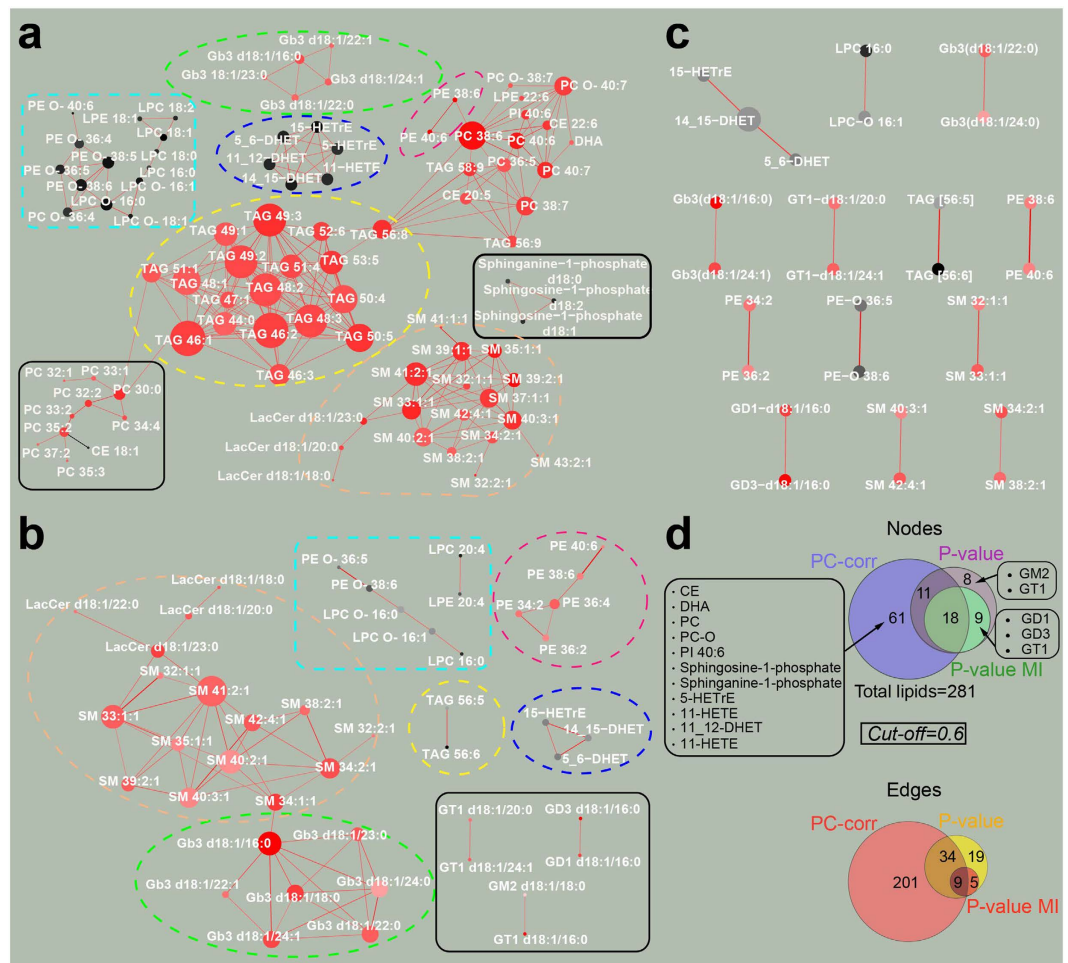 a
Gb3 d18:1/22:1
Gb3 d18:1/16:0
Gb3 18:1/23:0
Gb3 d18:1/24:1
Gb3 d18:1/22:0
PE O- 40:6
LPC 18:2
LPE 18:1
PE O- 36:4
LPC 18:1
PE O- 38:5
LPC 18:0
PE O- 36:5
LPC 16:0
PE O- 38:6
LPC O- 16:1
LPC O- 16:0
PC O- 36:4
LPC O- 18:1
15-HETrE
5_6-DHET
5-HETrE
11_12-DHET
11-HETE
14_15-DHET
PE 38:6
PE 40:6
PC O- 38:7
PC O- 40:7
LPE 22:6
PI 40:6
CE 22:6
PC 38:6
PC 40:6
DHA
PC 36:5
TAG 58:9
PC 40:7
CE 20:5
PC 38:7
TAG 56:8
TAG 56:9
TAG 49:3
TAG 49:1
TAG 52:6
TAG 49:2
TAG 53:5
TAG 51:1
TAG 51:4
TAG 48:1
TAG 48:2
TAG 47:1
TAG 50:4
TAG 44:0
TAG 48:3
TAG 46:1
TAG 46:2
TAG 50:5
TAG 46:3
Sphinganine-1-phosphate
d18:0
Sphingosine-1-phosphate
d18:2
Sphingosine-1-phosphate
d18:1
PC 32:1
PC 33:1
PC 32:2
PC 30:0
PC 33:2
PC 34:4
PC 35:2
PC 37:2
CE 18:1
PC 35:3
SM 41:1:1
SM 39:1:1
SM 35:1:1
SM 41:2:1
SM 32:1:1
SM 39:2:1
SM 33:1:1
SM 37:1:1
SM 42:4:1
SM 40:3:1
LacCer d18:1/23:0
SM 40:2:1
SM 34:2:1
LacCer d18:1/20:0
SM 38:2:1
SM 43:2:1
LacCer d18:1/18:0
SM 32:2:1
c
15-HETrE
14_15-DHET
5_6-DHET
LPC 16:0
LPC-O 16:1
Gb3(d18:1/22:0)
Gb3(d18:1/24:0)
Gb3(d18:1/16:0)
GT1-d18:1/20:0
TAG [56:5]
PE 38:6
Gb3(d18:1/24:1)
GT1-d18:1/24:1
TAG [56:6]
PE 40:6
PE 34:2
PE-O 36:5
SM 32:1:1
PE 36:2
PE-O 38:6
SM 33:1:1
GD1-d18:1/16:0
SM 40:3:1
SM 34:2:1
GD3-d18:1/16:0
SM 42:4:1
SM 38:2:1
b
LacCer d18:1/18:0
LacCer d18:1/22:0
LacCer d18:1/20:0
LacCer d18:1/23:0
SM 32:1:1
SM 41:2:1
SM 38:2:1
SM 33:1:1
SM 42:4:1
SM 32:2:1
SM 35:1:1
SM 40:2:1
SM 34:2:1
SM 39:2:1
SM 40:3:1
SM 34:1:1
Gb3 d18:1/23:0
Gb3 d18:1/16:0
Gb3 d18:1/22:1
Gb3 d18:1/24:0
Gb3 d18:1/18:0
Gb3 d18:1/22:0
Gb3 d18:1/24:1
PE O- 36:5
LPC 20:4
PE O- 38:6
LPE 20:4
LPC O- 16:0
LPC O- 16:1
LPC 16:0
PE 40:6
PE 38:6
PE 34:2
PE 36:4
PE 36:2
TAG 56:5
TAG 56:6
15-HETrE
14_15-DHET
5_6-DHET
GT1 d18:1/20:0
GD3 d18:1/16:0
GT1 d18:1/24:1
GD1 d18:1/16:0
GM2 d18:1/18:0
GT1 d18:1/16:0
d
Nodes
PC-corr
P-value
8
11
61
18
9
P-value MI
Total lipids=281
• GM2
• GT1
• GD1
• GD3
• GT1
• CE
• DHA
• PC
• PC-O
• PI 40:6
• Sphingosine-1-phosphate
• Sphinganine-1-phosphate
• 5-HETrE
• 11-HETE
• 11_12-DHET
• 11-HETE
Cut-off=0.6
Edges
PC-corr
P-value
34
19
201
9
5
P-value MI